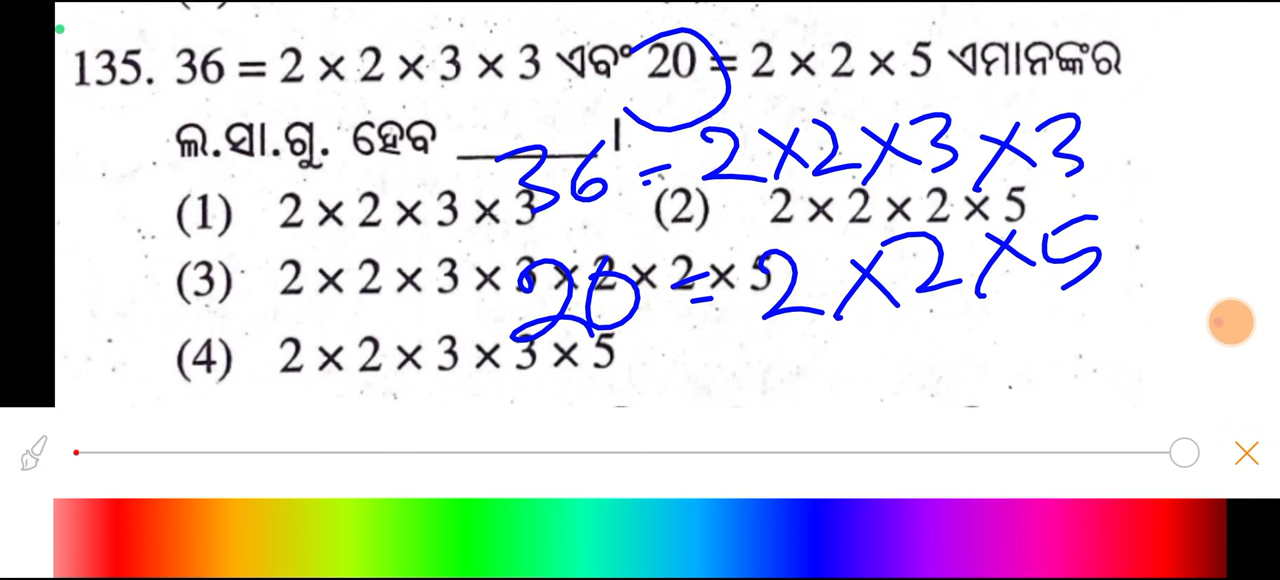 135. 36 = 2 × 2 × 3 × 3 ଏବଂ 20 = 2 × 2 × 5 ଏମାନଙ୍କର
ଲ.ସା.ଗୁ. ହେବ ______ ।
36 = 2 × 2 × 3 × 3
(1) 2 × 2 × 3 × 3 (2) 2 × 2 × 2 × 5
20 = 2 × 2 × 5
(3) 2 × 2 × 3 × 3 × 2 × 2 × 5
(4) 2 × 2 × 3 × 3 × 5